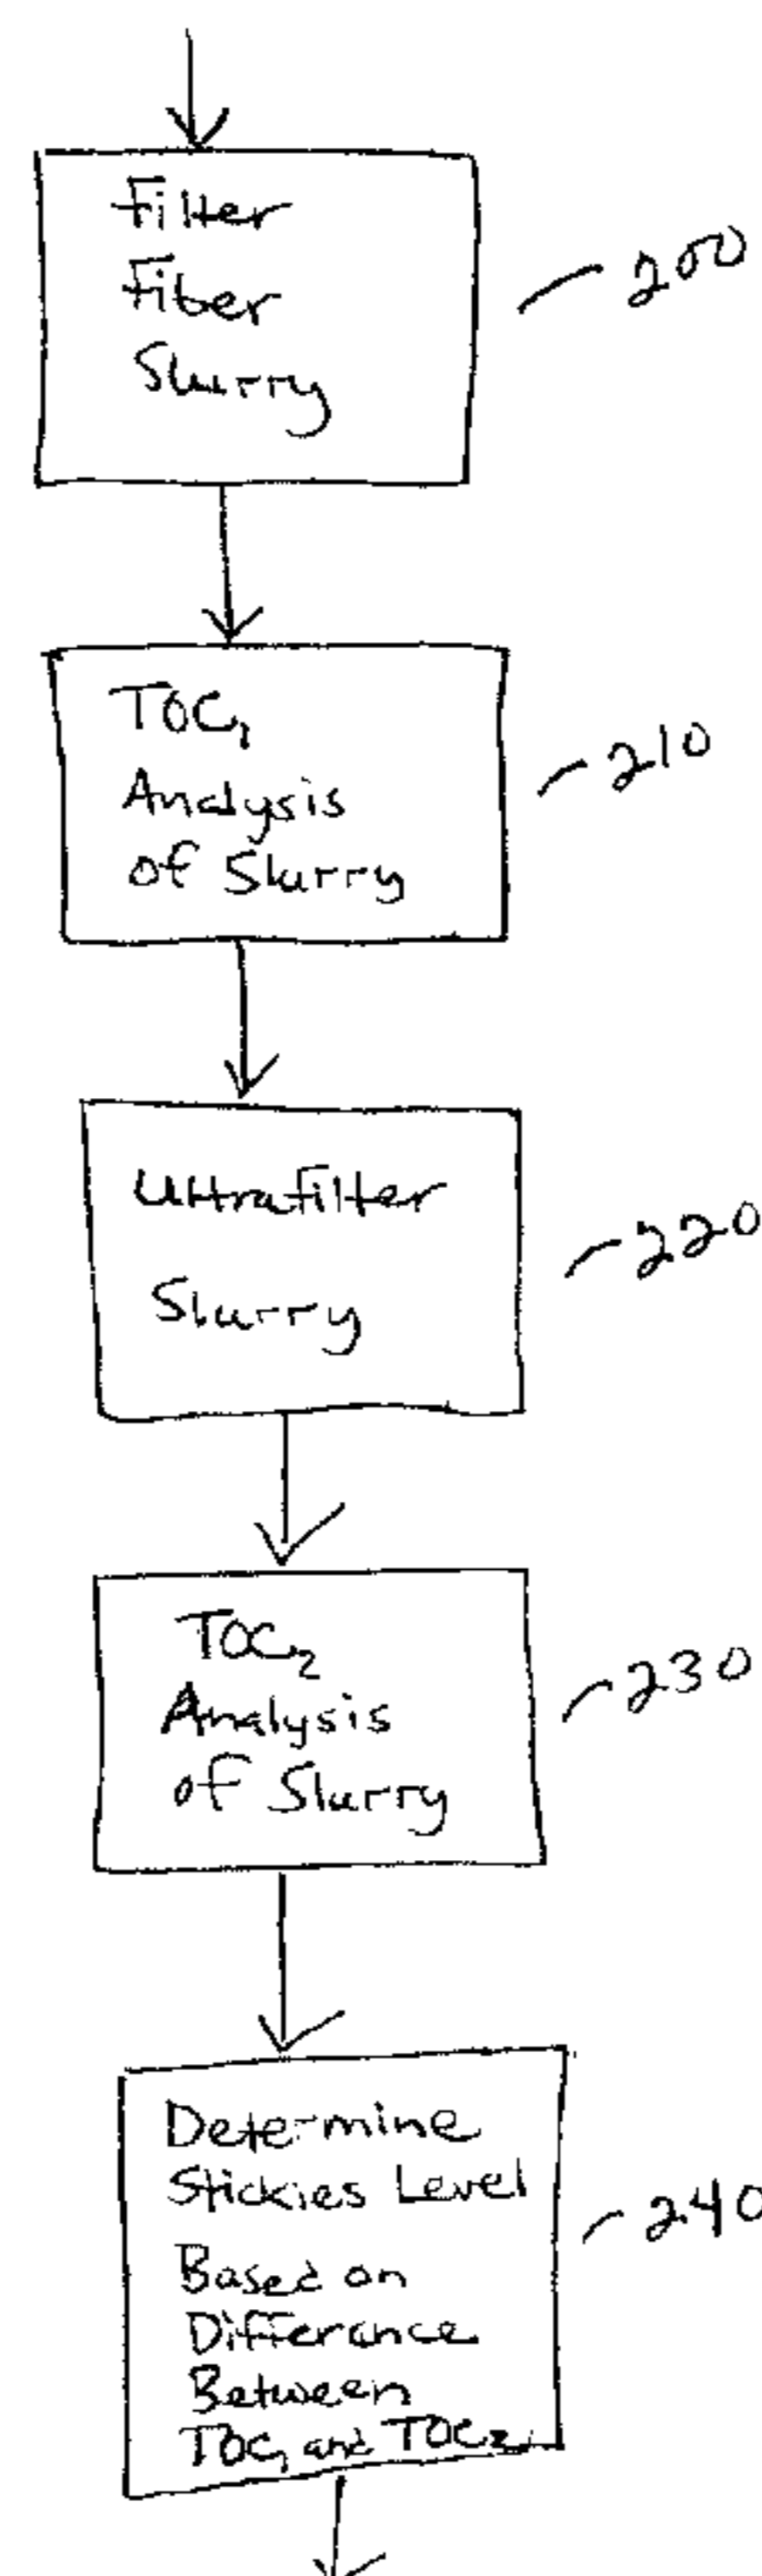 Filter
Fiber
Slurry
200
TOC₁
Analysis
of Slurry
210
Ultrafilter
Slurry
220
TOC₂
Analysis
of Slurry
230
Determine
Stickies Level
Based on
Difference
Between
TOC₁ and TOC₂
240